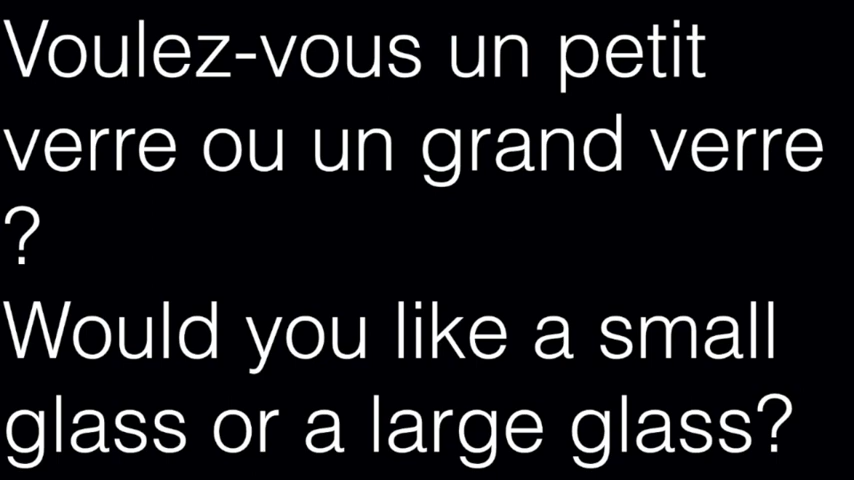 Voulez-vous un petit
verre ou un grand verre
?
Would you like a small
glass or a large glass?